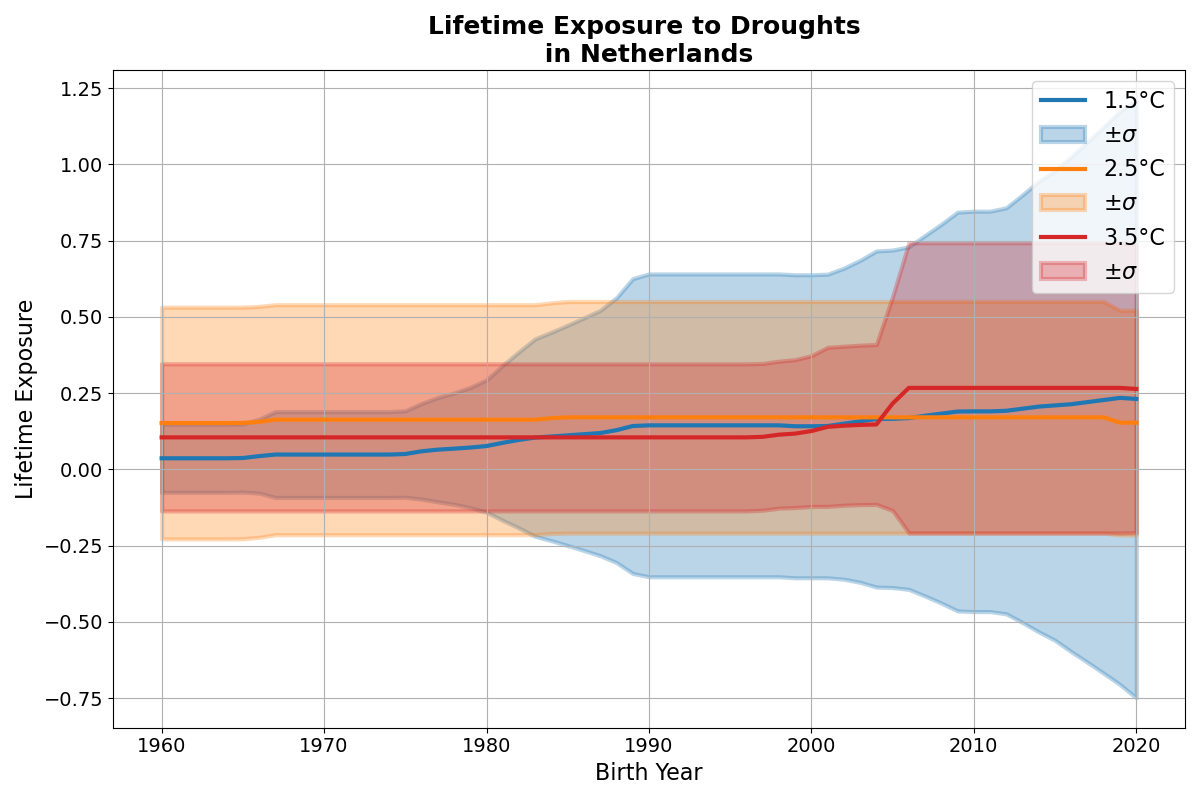 Lifetime Exposure to Droughts
in Netherlands
1.25
1.00
0.75
0.50
0.25
0.00
−0.25
−0.50
−0.75
Lifetime Exposure
1960
1970
1980
1990
2000
2010
2020
Birth Year
1.5°C
±σ
2.5°C
±σ
3.5°C
±σ